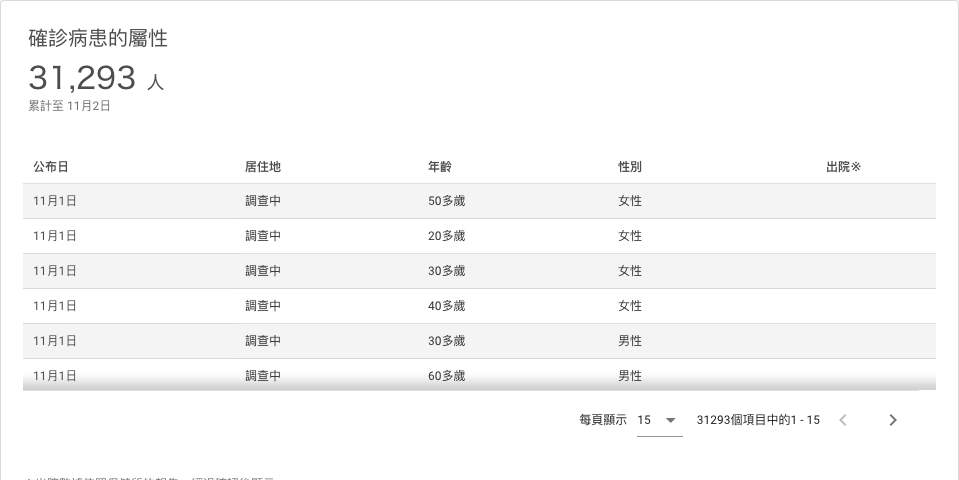 確診病患的屬性
31,293 人
累計至 11月2日
公布日 居住地 年齡 性別 出院※
11月1日 調查中 50多歲 女性
11月1日 調查中 20多歲 女性
11月1日 調查中 30多歲 女性
11月1日 調查中 40多歲 女性
11月1日 調查中 30多歲 男性
11月1日 調查中 60多歲 男性
每頁顯示 15 31293個項目中的1 - 15